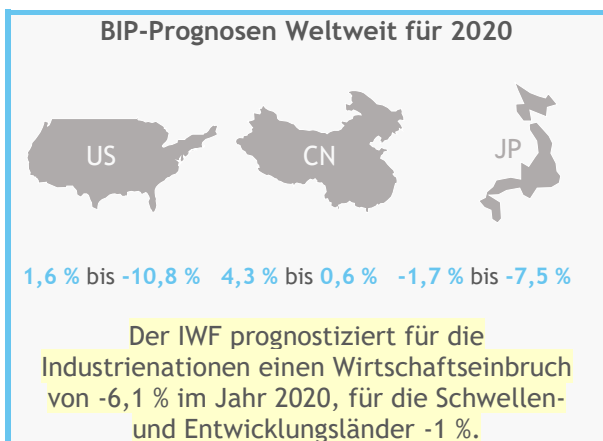 BIP-Prognosen Weltweit für 2020
US
CN
JP
1,6 % bis -10,8 % 4,3 % bis 0,6 % -1,7 % bis -7,5 %
Der IWF prognostiziert für die
Industrienationen einen Wirtschaftseinbruch
von -6,1 % im Jahr 2020, für die Schwellen-
und Entwicklungsländer -1 %.